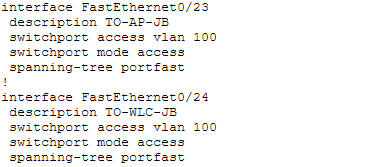 interface FastEthernet0/23
 description TO-AP-JB
 switchport access vlan 100
 switchport mode access
 spanning-tree portfast
!
interface FastEthernet0/24
 description TO-WLC-JB
 switchport access vlan 100
 switchport mode access
 spanning-tree portfast